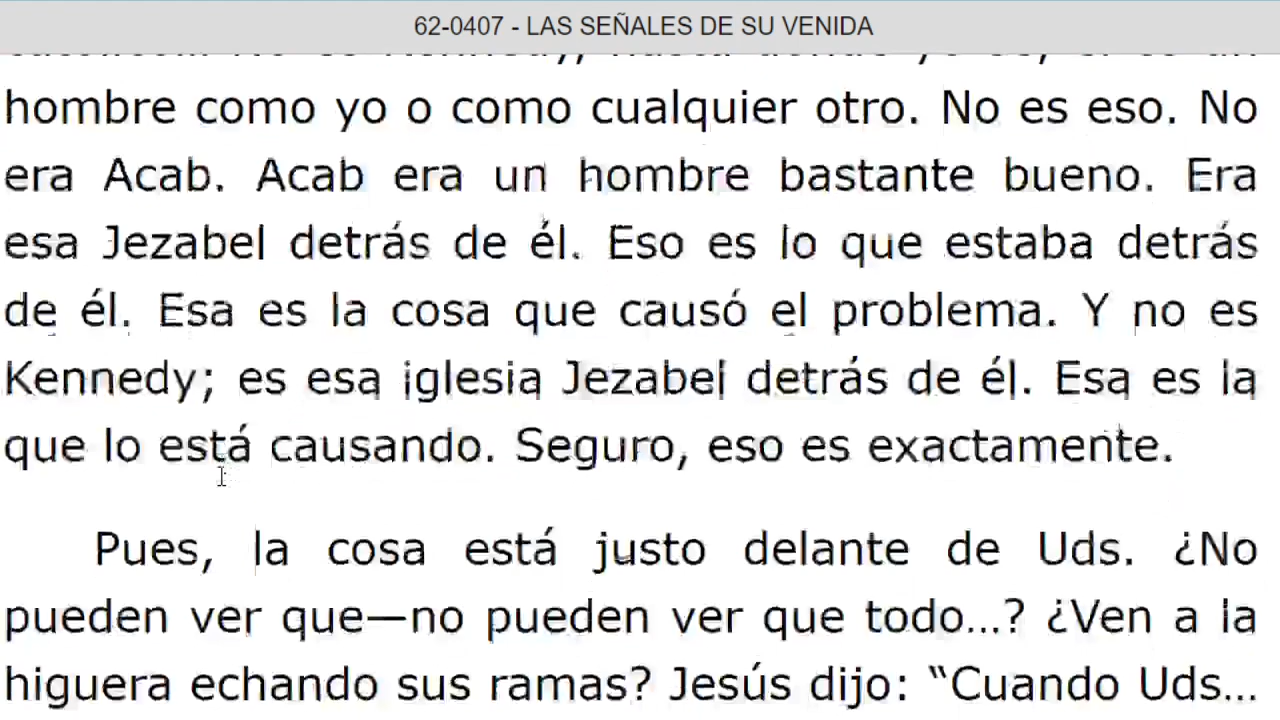 62-0407 - LAS SEÑALES DE SU VENIDA
hombre como yo o como cualquier otro. No es eso. No
era Acab. Acab era un hombre bastante bueno. Era
esa Jezabel detrás de él. Eso es lo que estaba detrás
de él. Esa es la cosa que causó el problema. Y no es
Kennedy; es esa iglesia Jezabel detrás de él. Esa es la
que lo está causando. Seguro, eso es exactamente.
Pues, la cosa está justo delante de Uds. ¿No
pueden ver que—no pueden ver que todo...? ¿Ven a la
higuera echando sus ramas? Jesús dijo: “Cuando Uds...